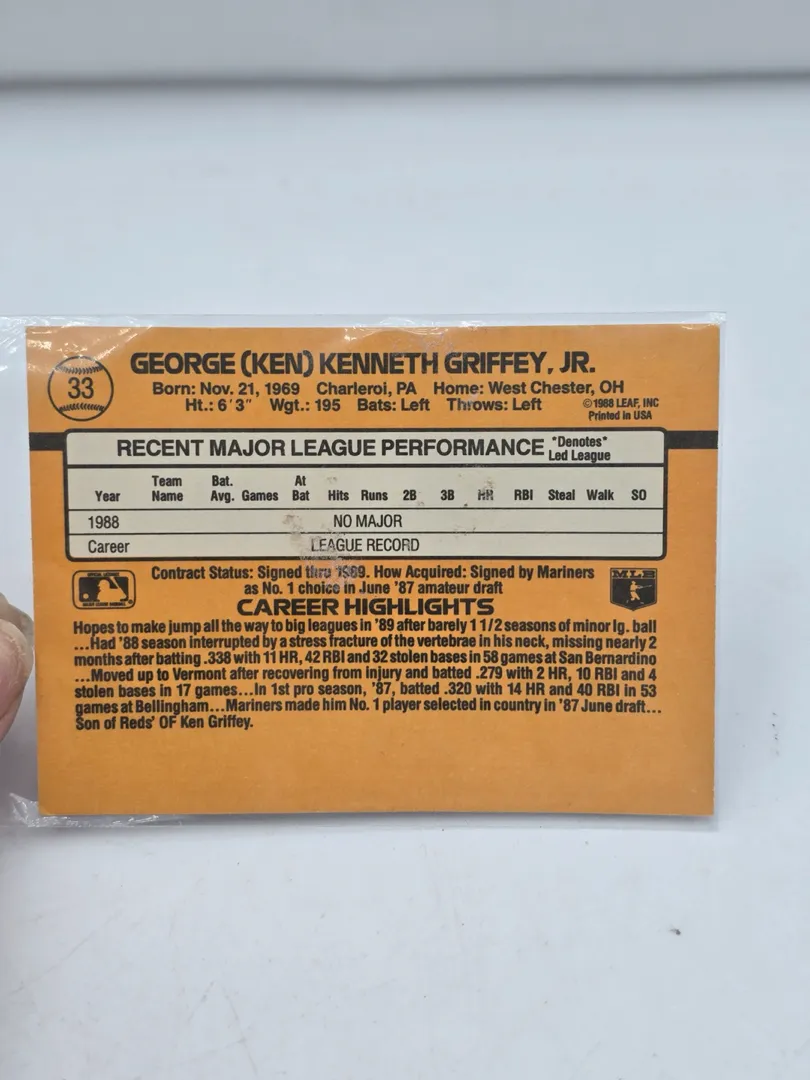 33
GEORGE (KEN) KENNETH GRIFFEY, JR.
Born: Nov. 21, 1969 Charleroi, PA Home: West Chester, OH
Ht.: 6'3" Wgt.: 195 Bats: Left Throws: Left
©1988 LEAF, INC
Printed in USA
RECENT MAJOR LEAGUE PERFORMANCE
*Denotes*
Led League
Year Team Name Bat. Avg. Games At Bat Hits Runs 2B 3B HR RBI Steal Walk SO
1988 NO MAJOR
Career LEAGUE RECORD
Contract Status: Signed thru 1989. How Acquired: Signed by Mariners
as No. 1 choice in June '87 amateur draft
MLB
CAREER HIGHLIGHTS
Hopes to make jump all the way to big leagues in '89 after barely 1 1/2 seasons of minor lg. ball
...Had '88 season interrupted by a stress fracture of the vertebrae in his neck, missing nearly 2
months after batting .338 with 11 HR, 42 RBI and 32 stolen bases in 58 games at San Bernardino
...Moved up to Vermont after recovering from injury and batted .279 with 2 HR, 10 RBI and 4
stolen bases in 17 games...In 1st pro season, '87, batted .320 with 14 HR and 40 RBI in 53
games at Bellingham...Mariners made him No. 1 player selected in country in '87 June draft...
Son of Reds' OF Ken Griffey.